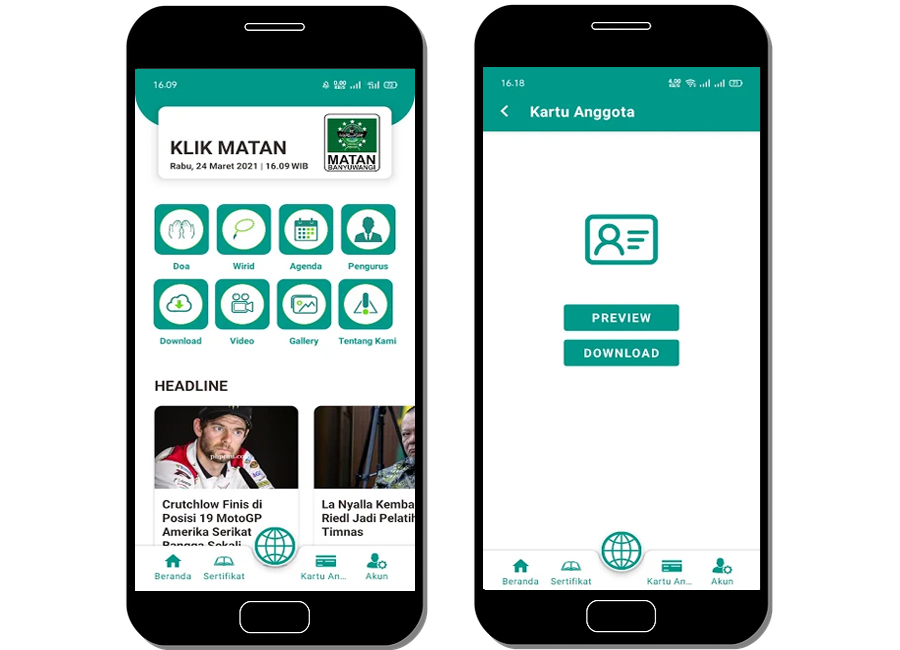 16.09
KLIK MATAN
Rabu, 24 Maret 2021 | 16.09 WIB
MATAN
BANYUWANGI
Doa
Wirid
Agenda
Pengurus
Download
Video
Gallery
Tentang Kami
HEADLINE
Crutchlow Finis di
Posisi 19 MotoGP
Amerika Serikat
Bangga Sekali
La Nyalla Kemba
Riedl Jadi Pelatih
Timnas
Beranda
Sertifikat
Kartu An...
Akun
16.18
Kartu Anggota
PREVIEW
DOWNLOAD
Beranda
Sertifikat
Kartu An...
Akun